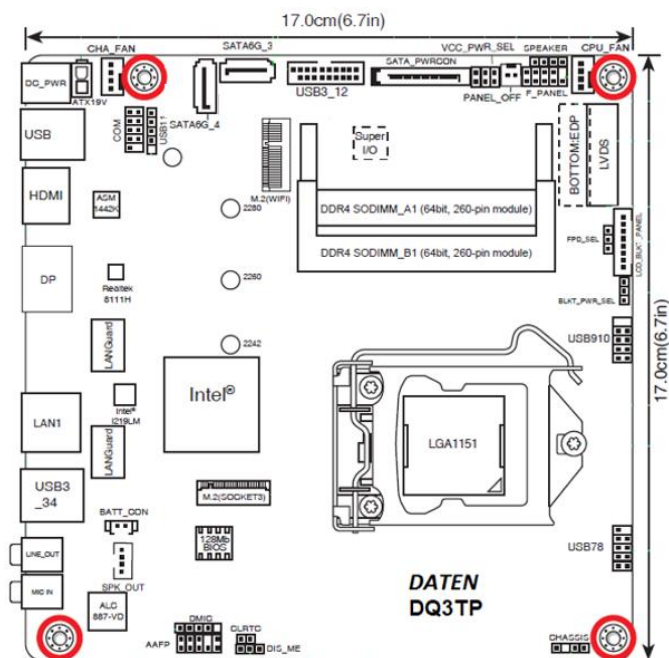 17.0cm(6.7in)
CHA_FAN
SATA6G_3
VCC_PWR_SEL
SPEAKER
CPU_FAN
DC_PWR
ATX19V
USB3_12
SATA_PWRCON
PANEL_OFF
F_PANEL
SATA6G_4
COM
USB11
USB
Super
I/O
BOTTOM:EDP
LVDS
M.2(WIFI)
HDMI
ASM
1442K
2280
DDR4 SODIMM_A1 (64bit, 260-pin module)
DDR4 SODIMM_B1 (64bit, 260-pin module)
FPD_SEL
LCD_BLKT_PANEL
DP
Realtek
8111H
2260
BLKT_PWR_SEL
17.0cm(6.7in)
LANGuard
2242
USB910
Intel®
Intel®
I219LM
LAN1
LANGuard
LGA1151
USB3
_34
M.2(SOCKET3)
BATT_CON
128Mb
BIOS
USB78
LINE_OUT
SPK_OUT
MIC IN
ALC
887-VD
DATEN
DQ3TP
DMIC
CLRTC
AAFP
DIS_ME
CHASSIS